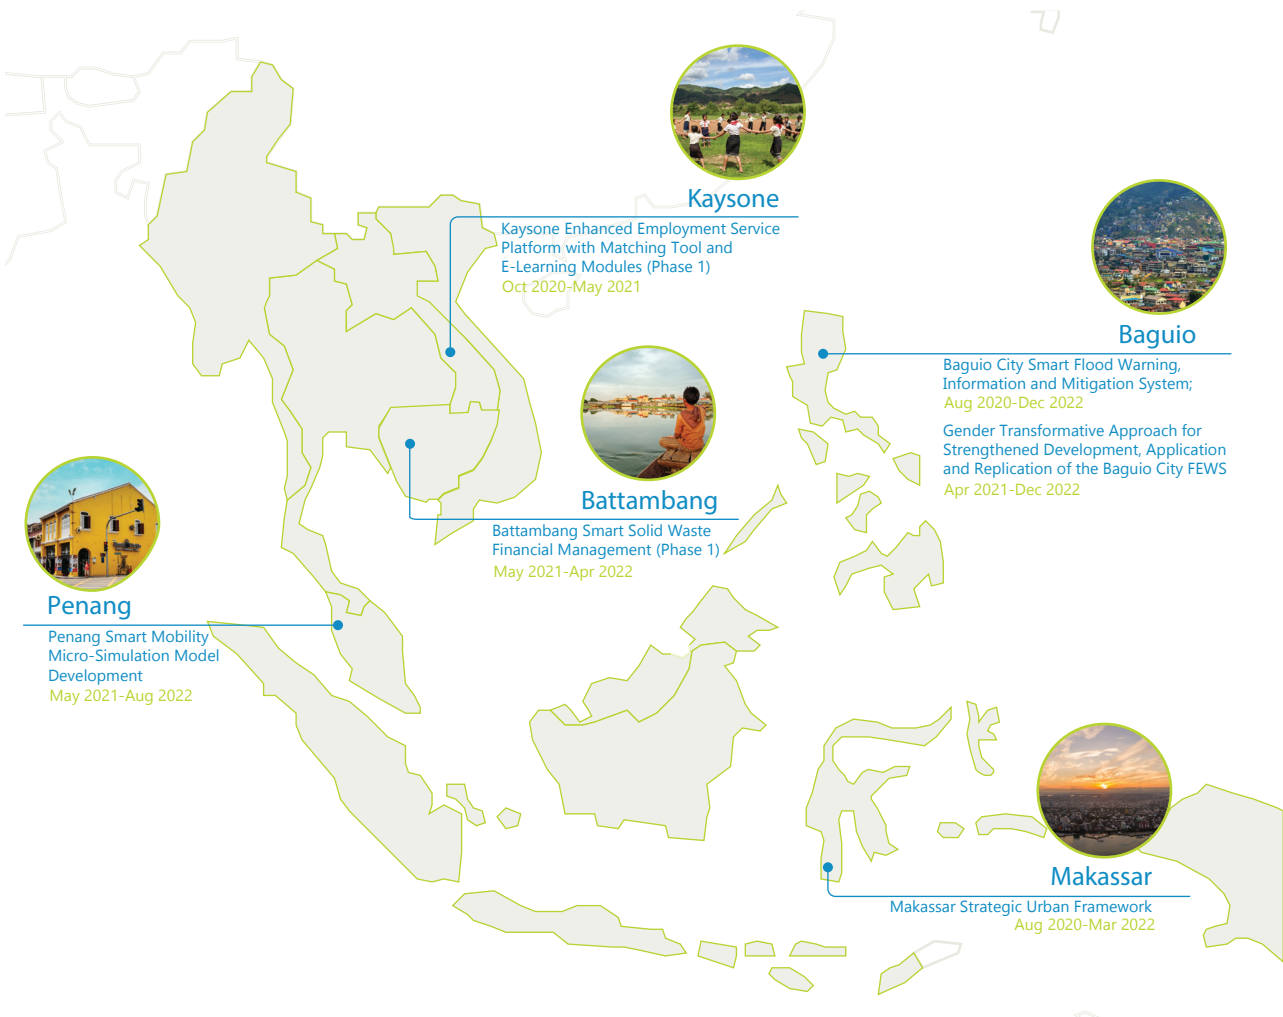 Kaysone
Kaysone Enhanced Employment Service
Platform with Matching Tool and
E-Learning Modules (Phase 1)
Oct 2020-May 2021
Baguio
Baguio City Smart Flood Warning,
Information and Mitigation System;
Aug 2020-Dec 2022
Gender Transformative Approach for
Strengthened Development, Application
and Replication of the Baguio City FEWS
Apr 2021-Dec 2022
Battambang
Battambang Smart Solid Waste
Financial Management (Phase 1)
May 2021-Apr 2022
Penang
Penang Smart Mobility
Micro-Simulation Model
Development
May 2021-Aug 2022
Makassar
Makassar Strategic Urban Framework
Aug 2020-Mar 2022